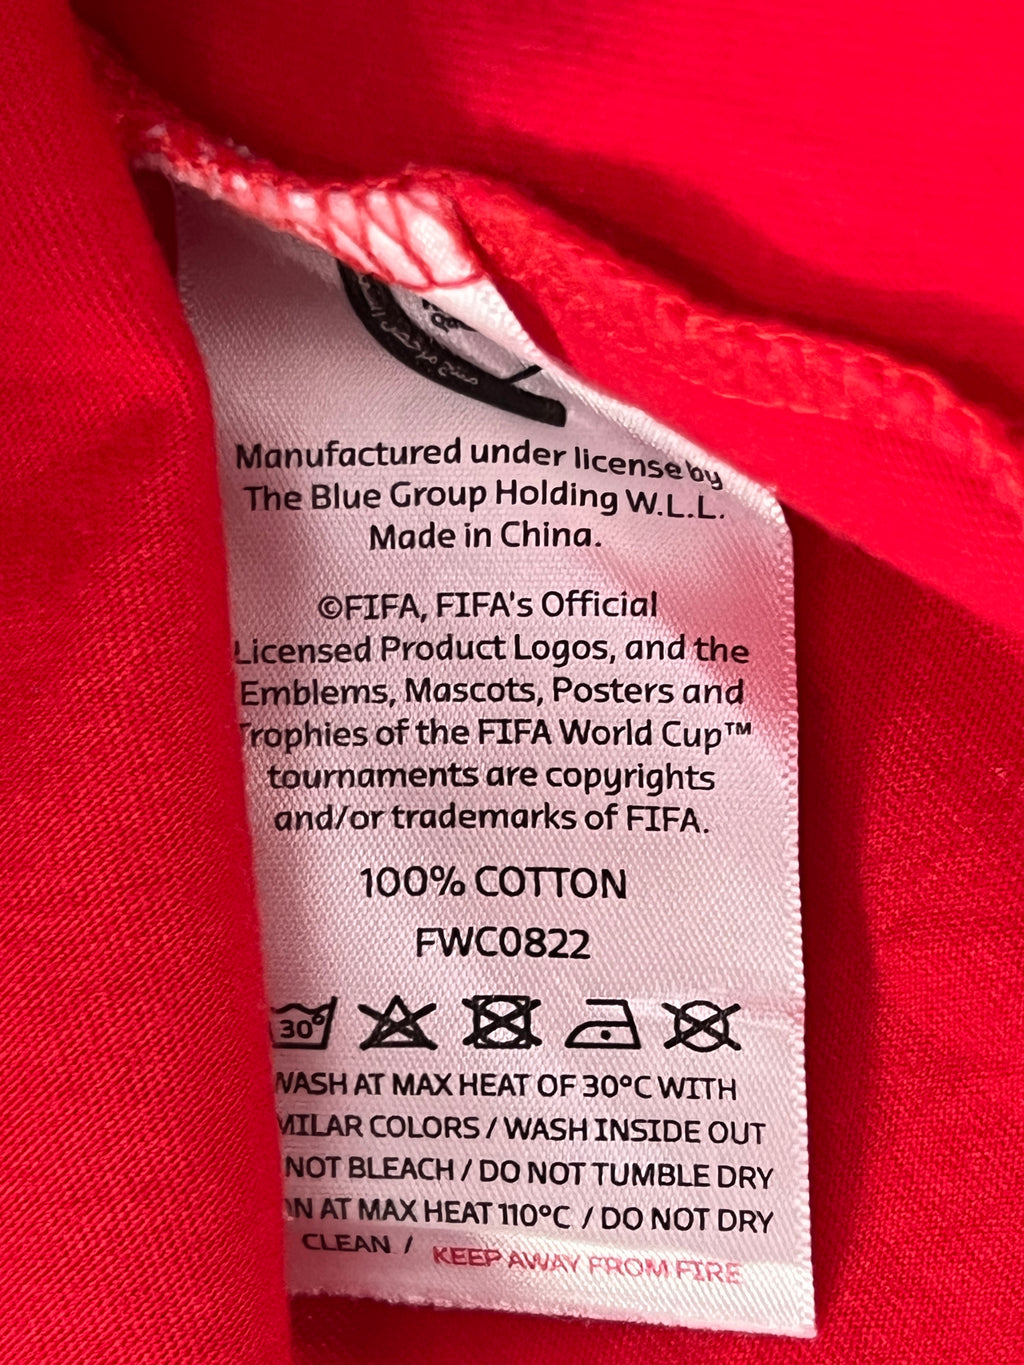 منتج مرخص
Manufactured under license by
The Blue Group Holding W.L.L.
Made in China.
©FIFA, FIFA's Official
Licensed Product Logos, and the
Emblems, Mascots, Posters and
Trophies of the FIFA World Cup™
tournaments are copyrights
and/or trademarks of FIFA.
100% COTTON
FWC0822
30°
WASH AT MAX HEAT OF 30°C WITH
MILAR COLORS / WASH INSIDE OUT
NOT BLEACH / DO NOT TUMBLE DRY
N AT MAX HEAT 110°C / DO NOT DRY
CLEAN / KEEP AWAY FROM FIRE